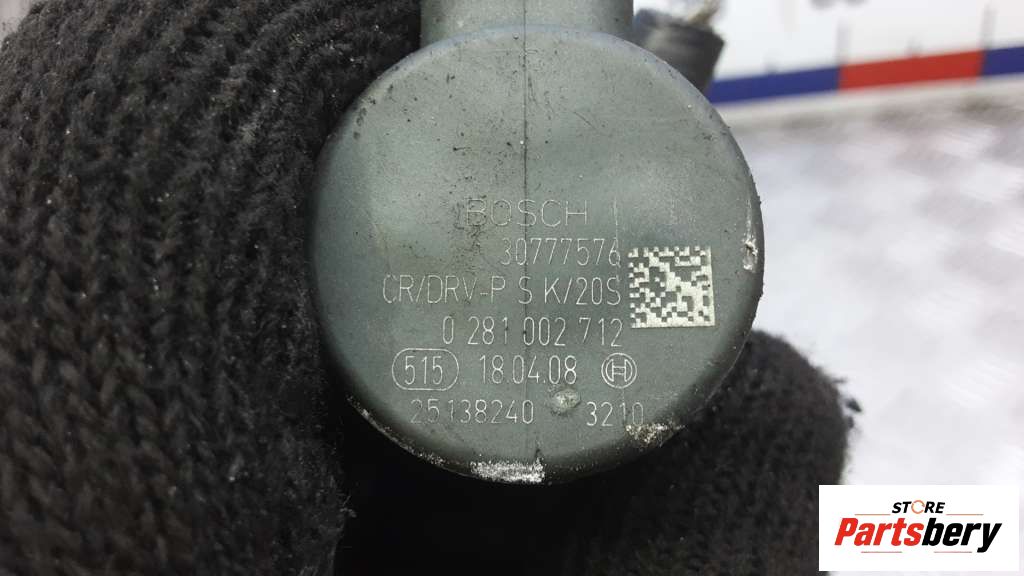 BOSCH
30777576
CR/DRV-P S K/20S
0 281 002 712
515 18.04.08 H
25138240 3210
STORE
Partsbery